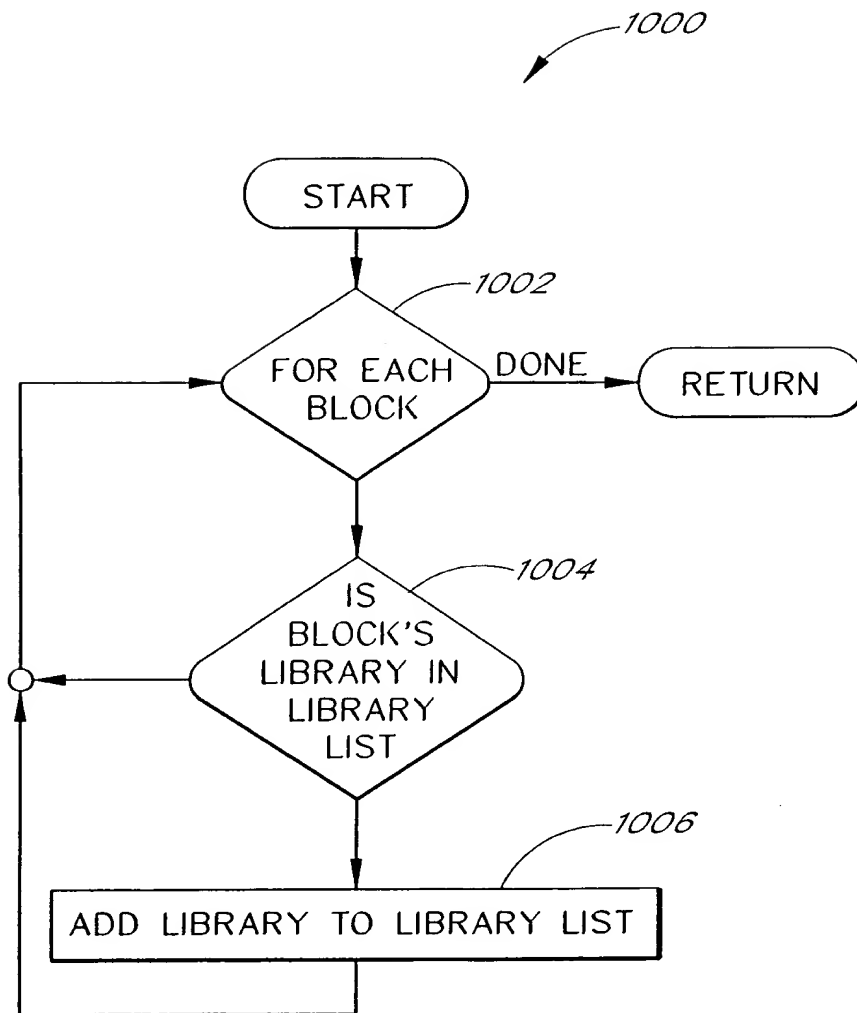 1000
START
1002
FOR EACH
BLOCK
DONE
RETURN
1004
IS
BLOCK'S
LIBRARY IN
LIBRARY
LIST
1006
ADD LIBRARY TO LIBRARY LIST